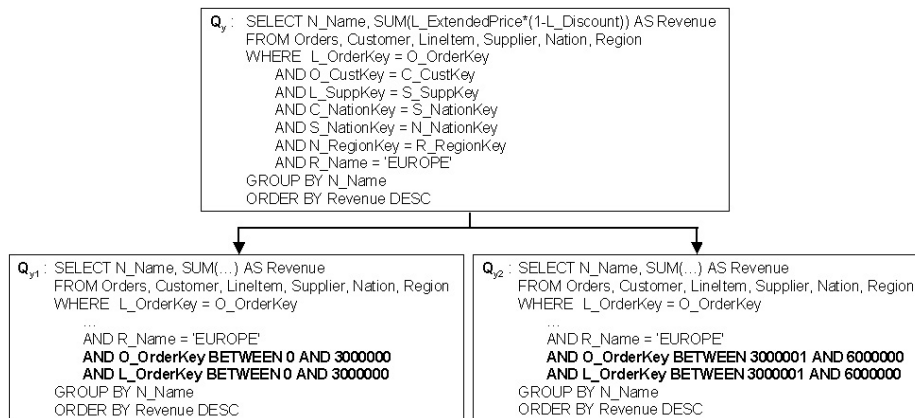 Qy : SELECT N_Name, SUM(L_ExtendedPrice*(1-L_Discount)) AS Revenue
FROM Orders, Customer, LineItem, Supplier, Nation, Region
WHERE L_OrderKey = O_OrderKey
AND O_CustKey = C_CustKey
AND L_SuppKey = S_SuppKey
AND C_NationKey = S_NationKey
AND S_NationKey = N_NationKey
AND N_RegionKey = R_RegionKey
AND R_Name = 'EUROPE'
GROUP BY N_Name
ORDER BY Revenue DESC
Qy1 : SELECT N_Name, SUM(...) AS Revenue
FROM Orders, Customer, LineItem, Supplier, Nation, Region
WHERE L_OrderKey = O_OrderKey
...
AND R_Name = 'EUROPE'
AND O_OrderKey BETWEEN 0 AND 3000000
AND L_OrderKey BETWEEN 0 AND 3000000
GROUP BY N_Name
ORDER BY Revenue DESC
Qy2 : SELECT N_Name, SUM(...) AS Revenue
FROM Orders, Customer, LineItem, Supplier, Nation, Region
WHERE L_OrderKey = O_OrderKey
...
AND R_Name = 'EUROPE'
AND O_OrderKey BETWEEN 3000001 AND 6000000
AND L_OrderKey BETWEEN 3000001 AND 6000000
GROUP BY N_Name
ORDER BY Revenue DESC